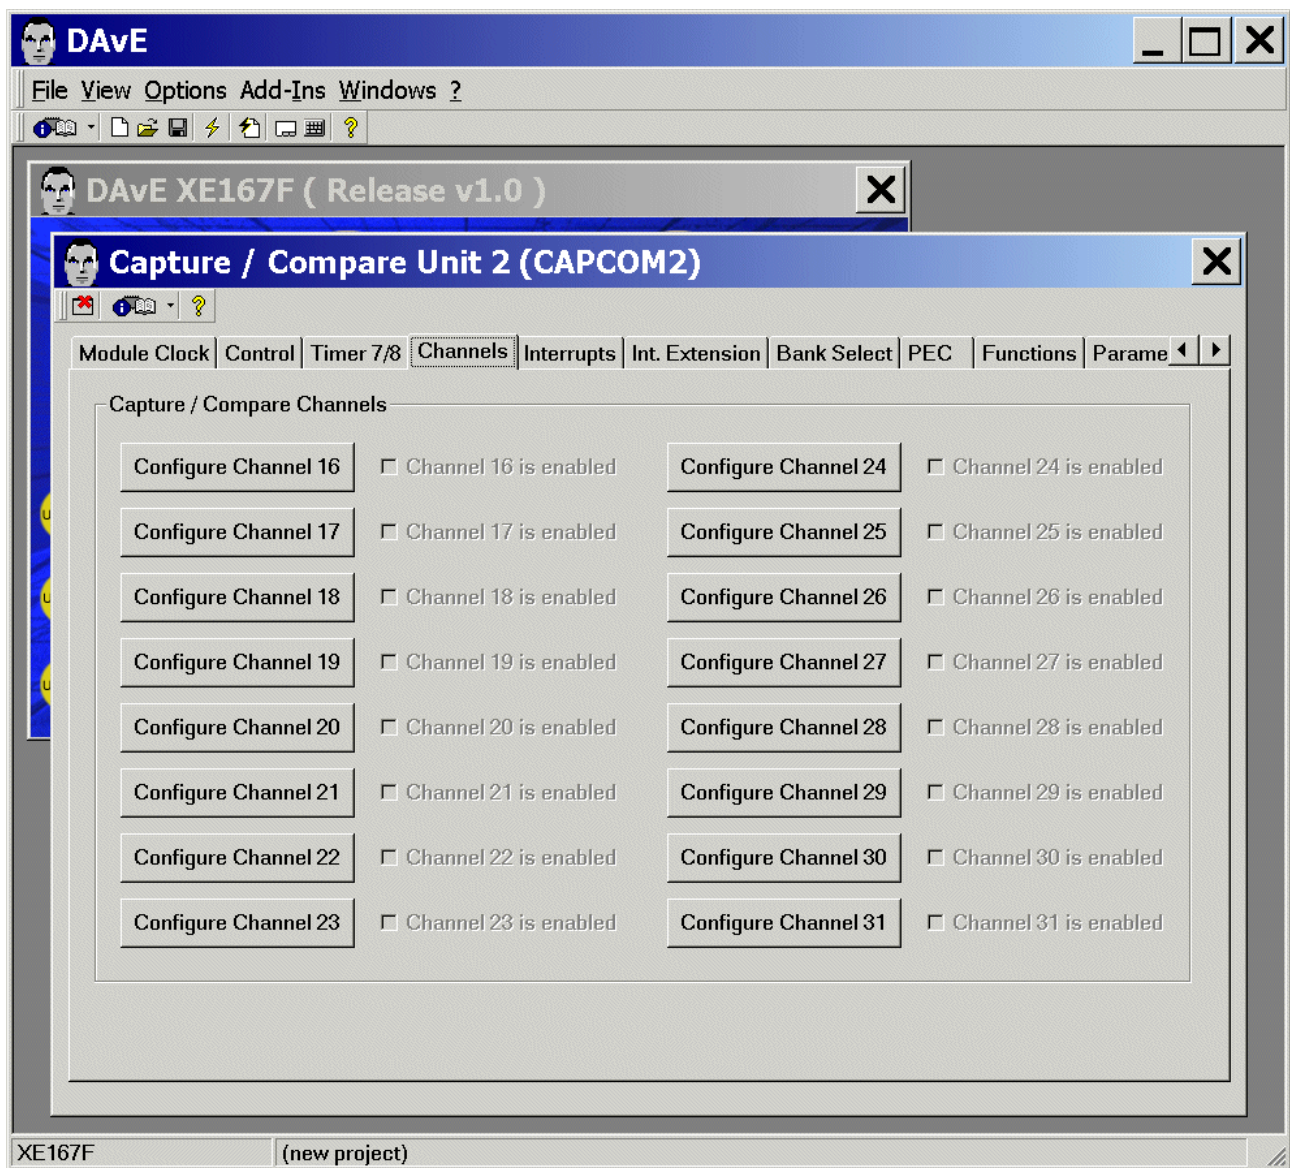 DAvE
File View Options Add-Ins Windows ?
DAvE XE167F ( Release v1.0 )
Capture / Compare Unit 2 (CAPCOM2)
Module Clock Control Timer 7/8 Channels Interrupts Int. Extension Bank Select PEC Functions Parame
Capture / Compare Channels
Configure Channel 16 Channel 16 is enabled Configure Channel 24 Channel 24 is enabled
Configure Channel 17 Channel 17 is enabled Configure Channel 25 Channel 25 is enabled
Configure Channel 18 Channel 18 is enabled Configure Channel 26 Channel 26 is enabled
Configure Channel 19 Channel 19 is enabled Configure Channel 27 Channel 27 is enabled
Configure Channel 20 Channel 20 is enabled Configure Channel 28 Channel 28 is enabled
Configure Channel 21 Channel 21 is enabled Configure Channel 29 Channel 29 is enabled
Configure Channel 22 Channel 22 is enabled Configure Channel 30 Channel 30 is enabled
Configure Channel 23 Channel 23 is enabled Configure Channel 31 Channel 31 is enabled
XE167F (new project)